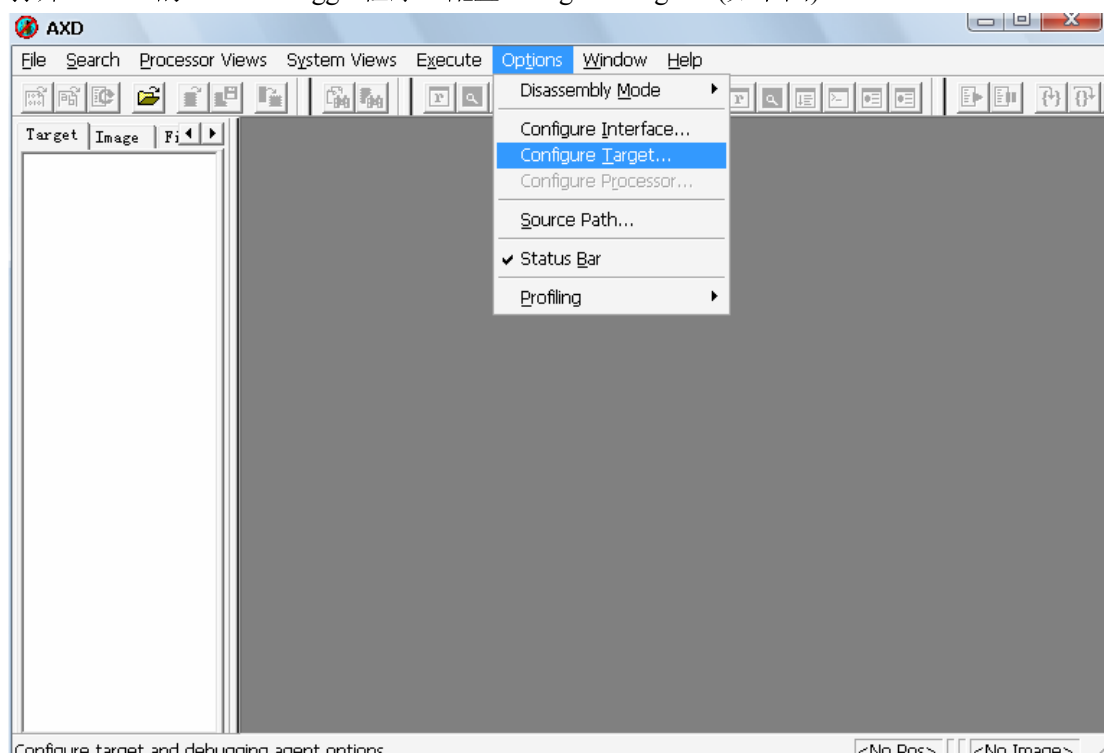 AXD
File Search Processor Views System Views Execute Options Window Help
Disassembly Mode
Configure Interface...
Configure Target...
Configure Processor...
Source Path...
Status Bar
Profiling
Target Image
Configure target and debugging agent options
<No Pos> <No Image>